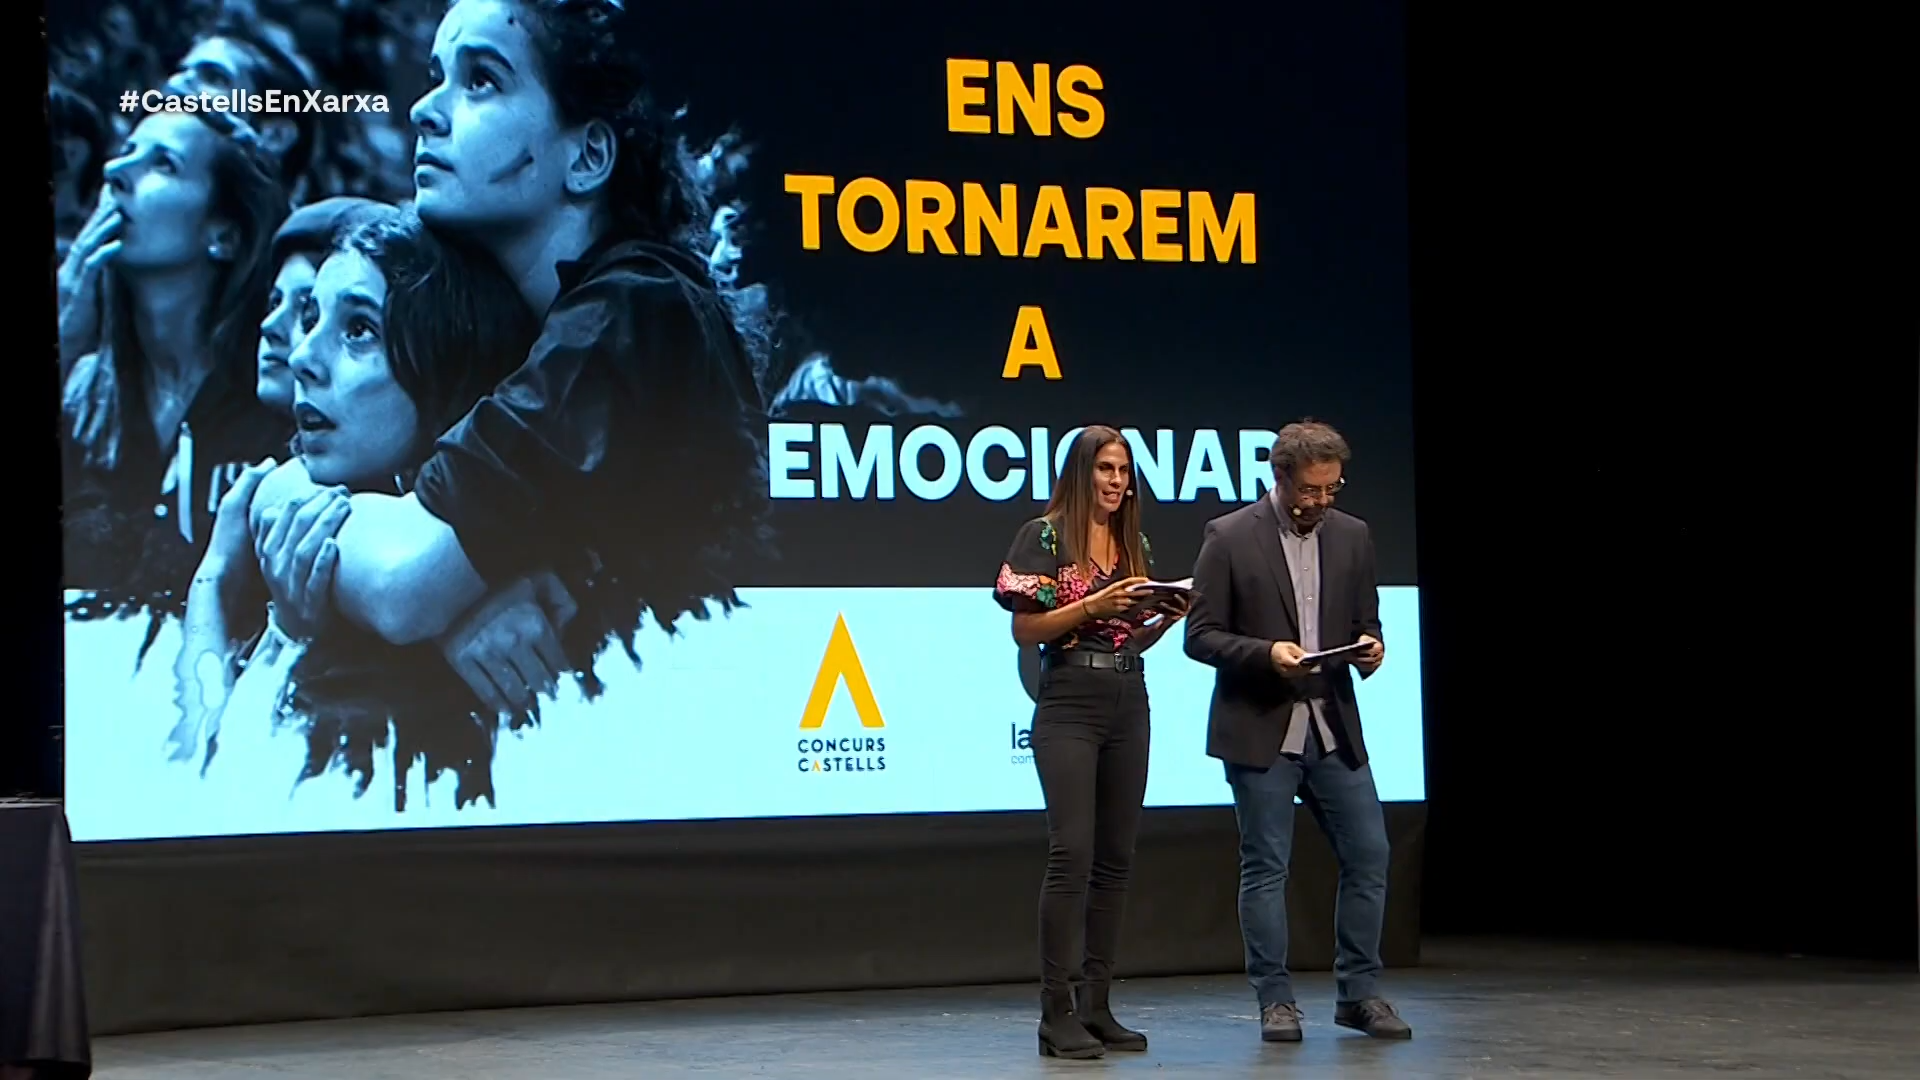 #CastellsEnXarxa
ENS
TORNAREM
A
EMOCIONAR
CONCURS
CASTELLS